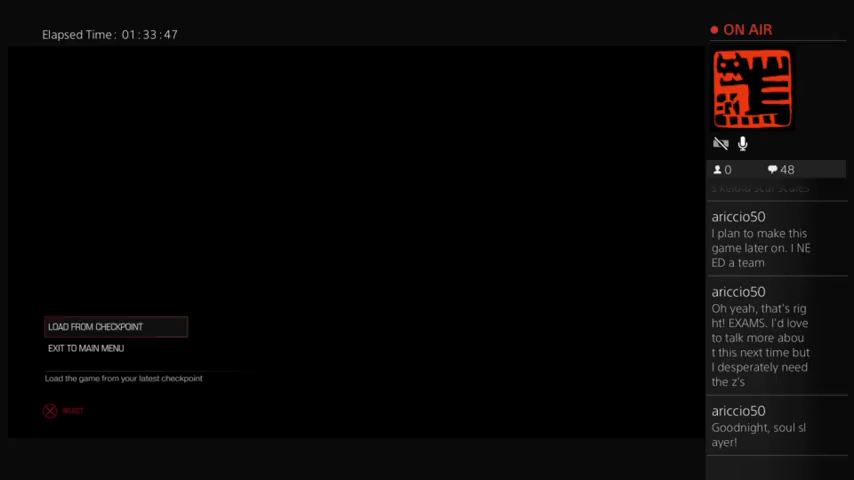 Elapsed Time: 01:33:47
LOAD FROM CHECKPOINT
EXIT TO MAIN MENU
Load the game from your latest checkpoint
SELECT
ON AIR
0
48
ariccio50
I plan to make this
game later on. I NE
ED a team
ariccio50
Oh yeah, that's rig
ht! EXAMS. I'd love
to talk more abou
t this next time but
I desperately need
the z's
ariccio50
Goodnight, soul sl
ayer!